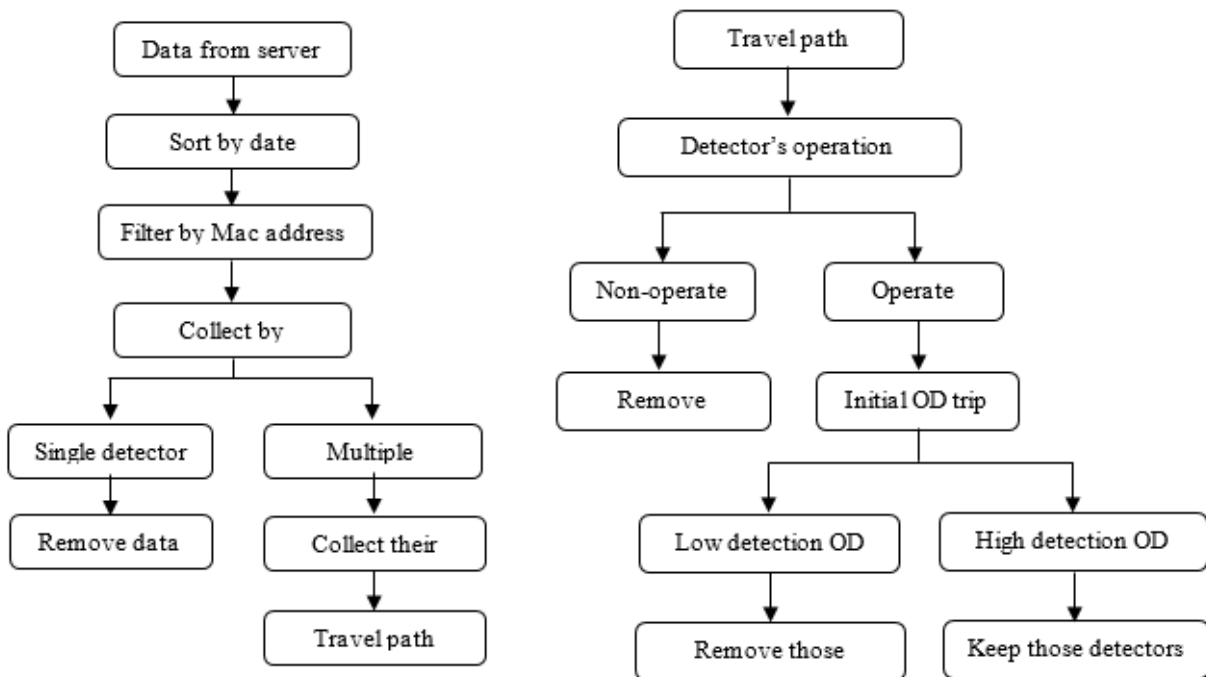 Data from server
Sort by date
Filter by Mac address
Collect by
Single detector
Multiple
Remove data
Collect their
Travel path
Travel path
Detector's operation
Non-operate
Operate
Remove
Initial OD trip
Low detection OD
High detection OD
Remove those
Keep those detectors